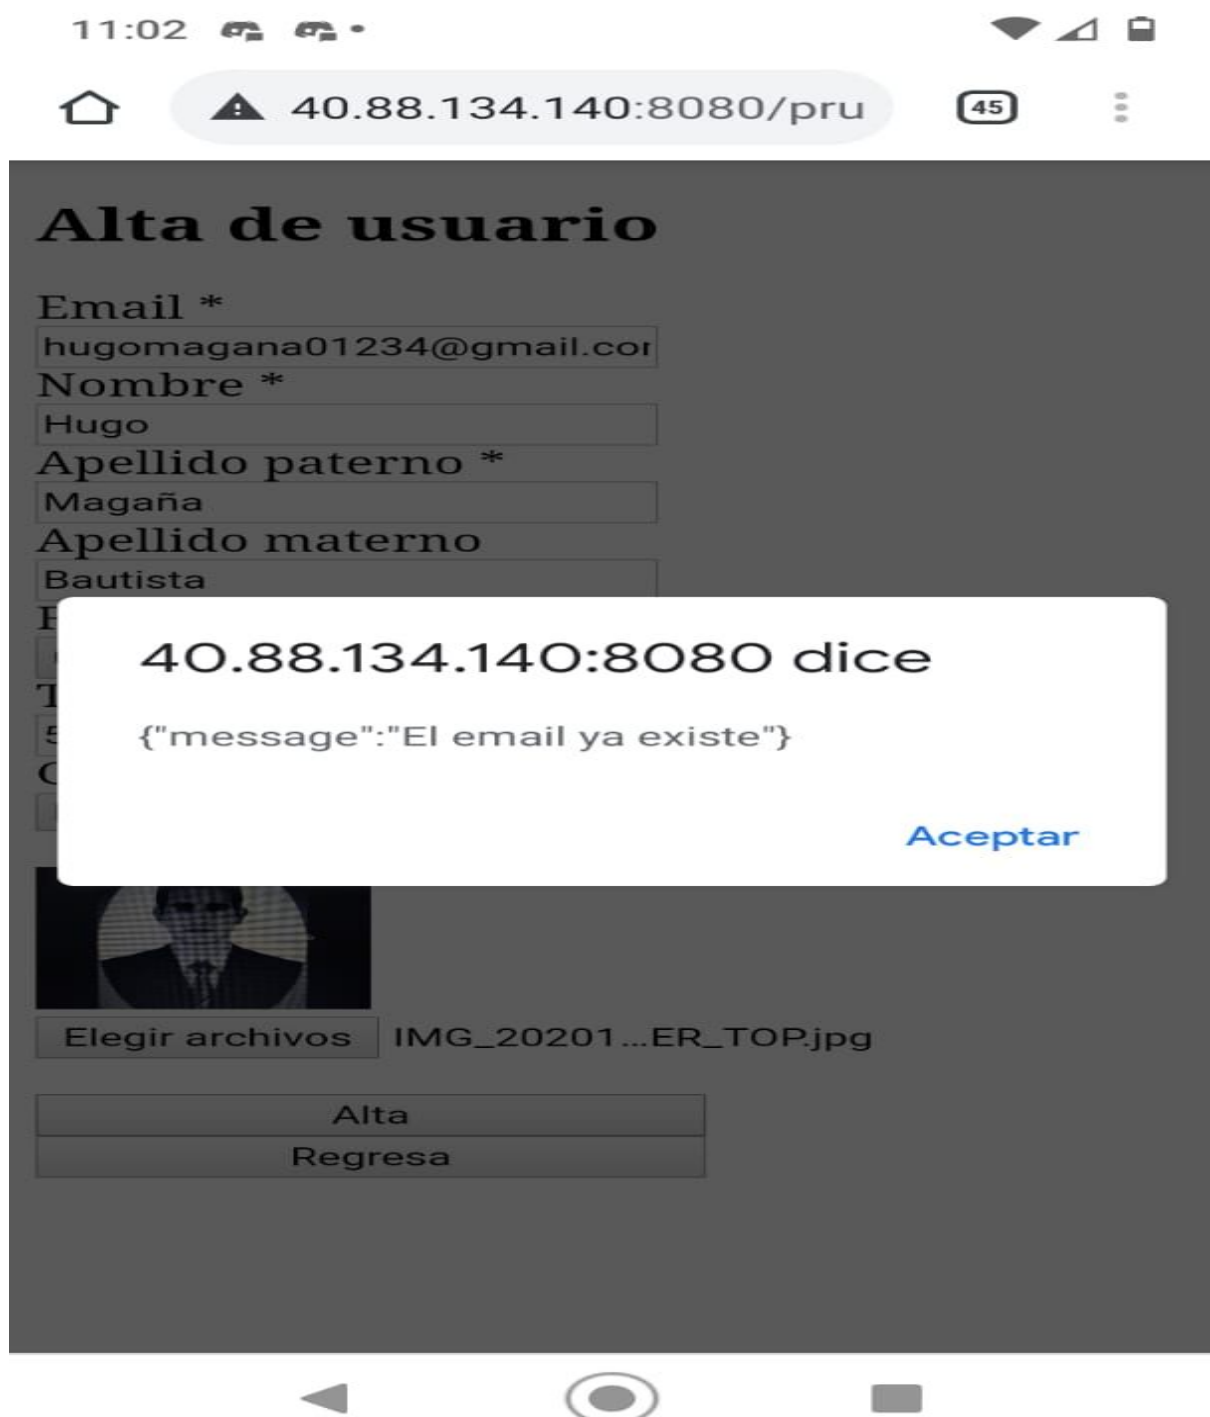 11:02
40.88.134.140:8080/pru
45
Alta de usuario
Email *
hugomagana01234@gmail.cor
Nombre *
Hugo
Apellido paterno *
Magaña
Apellido materno
Bautista
40.88.134.140:8080 dice
{"message":"El email ya existe"}
Aceptar
Elegir archivos IMG_20201...ER_TOP.jpg
Alta
Regresa